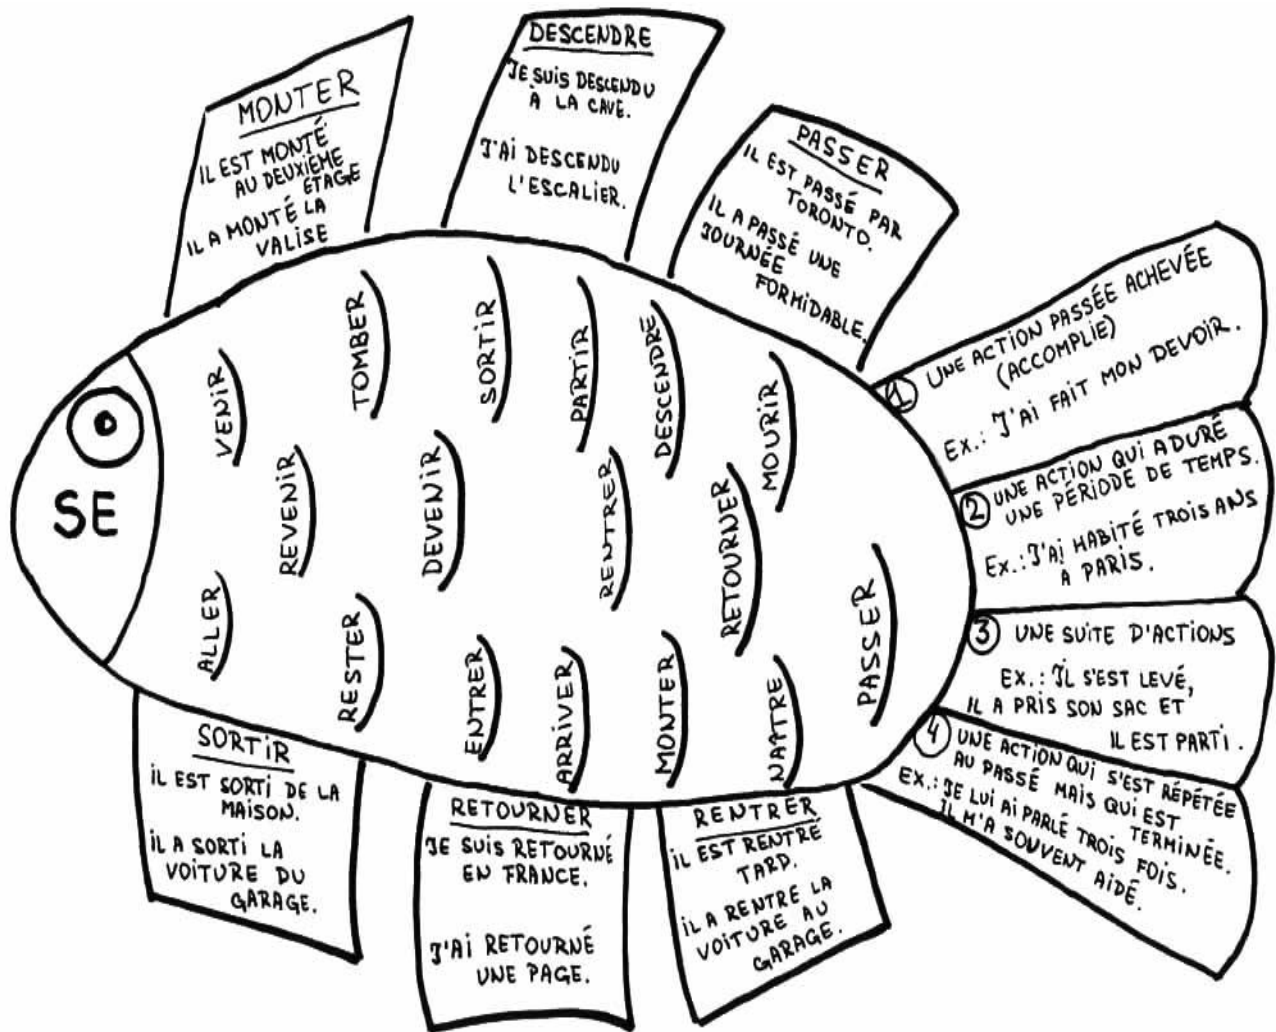 MONTER
IL EST MONTÉ
AU DEUXIÈME
ÉTAGE
IL A MONTÉ LA
VALISE
DESCENDRE
JE SUIS DESCENDU
À LA CAVE.
J'AI DESCENDU
L'ESCALIER.
PASSER
IL EST PASSÉ PAR
TORONTO.
IL A PASSÉ UNE
JOURNÉE
FORMIDABLE.
SE
VENIR
TOMBER
SORTIR
PARTIR
DESCENDRE
MOURIR
REVENIR
DEVENIR
RENTRER
RETOURNER
PASSER
ALLER
RESTER
ENTRER
ARRIVER
MONTER
NAÎTRE
1 UNE ACTION PASSÉE ACHEVÉE
(ACCOMPLIE)
EX.: J'AI FAIT MON DEVOIR.
2 UNE ACTION QUI A DURÉ
UNE PÉRIODE DE TEMPS.
EX.: J'AI HABITÉ TROIS ANS
À PARIS.
3 UNE SUITE D'ACTIONS
EX.: IL S'EST LEVÉ,
IL A PRIS SON SAC ET
IL EST PARTI.
4 UNE ACTION QUI S'EST RÉPÉTÉE
AU PASSÉ MAIS QUI EST
TERMINÉE.
EX.: JE LUI AI PARLÉ TROIS FOIS.
IL M'A SOUVENT AIDÉ.
SORTIR
IL EST SORTI DE LA
MAISON.
IL A SORTI LA
VOITURE DU
GARAGE.
RETOURNER
JE SUIS RETOURNÉ
EN FRANCE.
J'AI RETOURNÉ
UNE PAGE.
RENTRER
IL EST RENTRÉ
TARD.
IL A RENTRE LA
VOITURE AU
GARAGE.